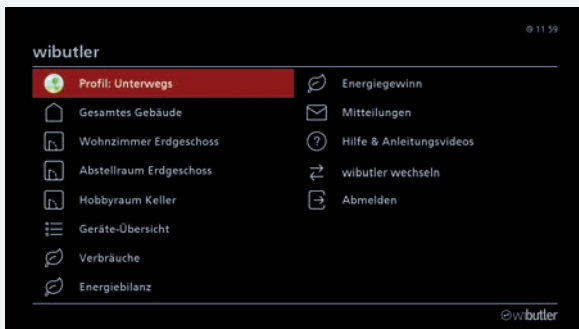 11 59
wibutler
Profil: Unterwegs
Gesamtes Gebäude
Wohnzimmer Erdgeschoss
Abstellraum Erdgeschoss
Hobbyraum Keller
Geräte-Übersicht
Verbräuche
Energiebilanz
Energiegewinn
Mitteilungen
Hilfe & Anleitungsvideos
wibutler wechseln
Abmelden
wibutler